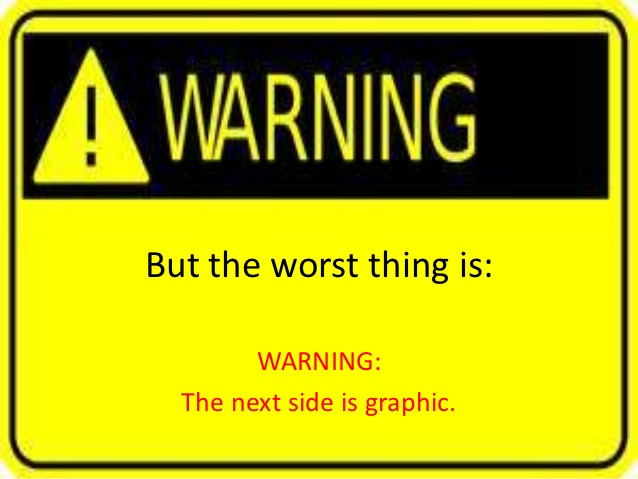 WARNING
But the worst thing is:
WARNING:
The next side is graphic.